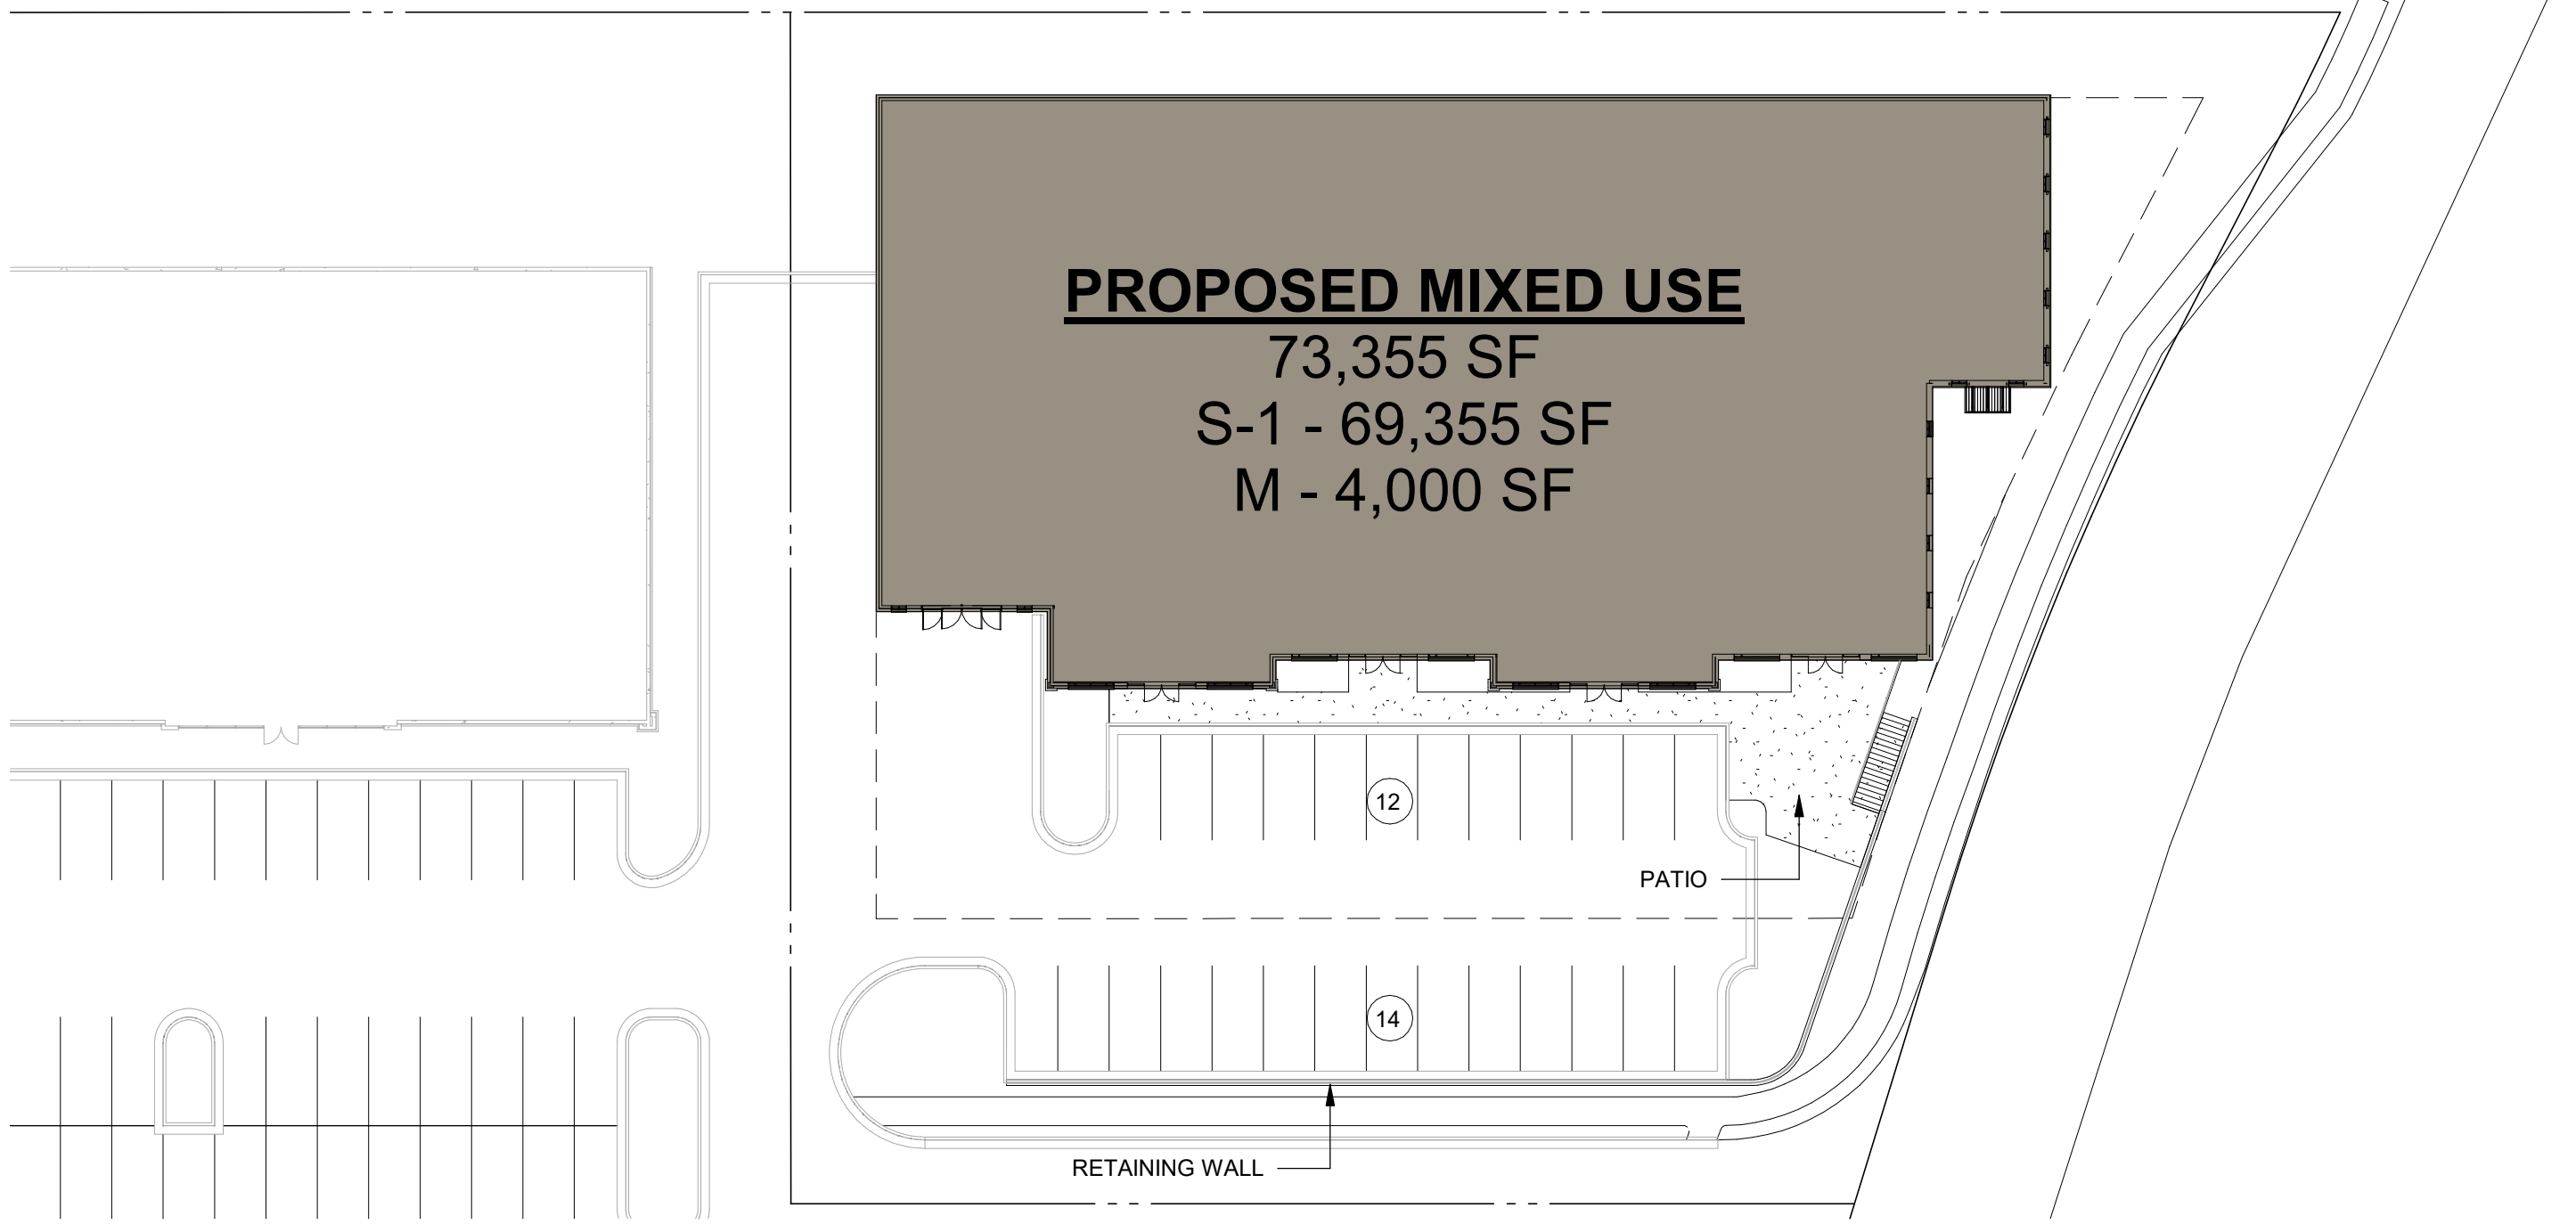 PROPOSED MIXED USE
73,355 SF
S-1 - 69,355 SF
M - 4,000 SF
12
PATIO
14
RETAINING WALL